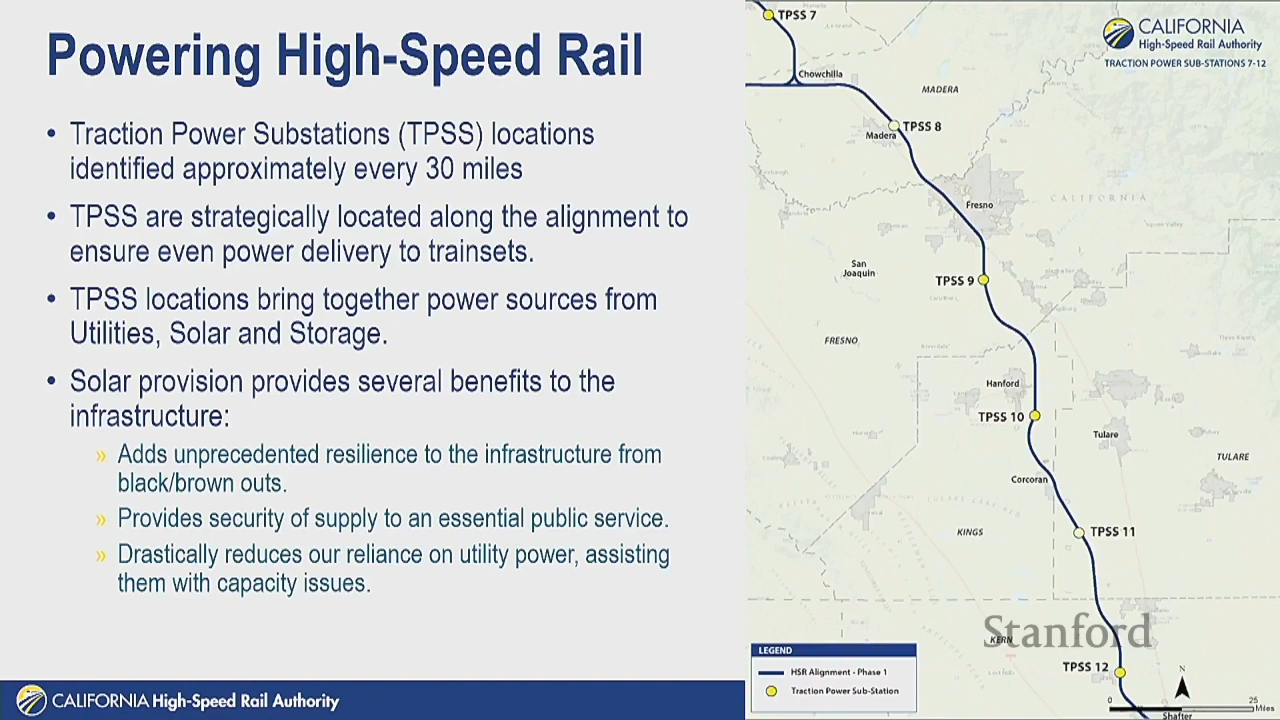 Powering High-Speed Rail
• Traction Power Substations (TPSS) locations
identified approximately every 30 miles
• TPSS are strategically located along the alignment to
ensure even power delivery to trainsets.
• TPSS locations bring together power sources from
Utilities, Solar and Storage.
• Solar provision provides several benefits to the
infrastructure:
» Adds unprecedented resilience to the infrastructure from
black/brown outs.
» Provides security of supply to an essential public service.
» Drastically reduces our reliance on utility power, assisting
them with capacity issues.
CALIFORNIA High-Speed Rail Authority
TPSS 7
CALIFORNIA
High-Speed Rail Authority
TRACTION POWER SUB-STATIONS 7-12
Chowchilla
MADERA
TPSS 8
Madera
CALIFORNIA
Fresno
San
Joaquin
TPSS 9
FRESNO
Riverdale
Hanford
TPSS 10
Tulare
TULARE
Corcoran
KINGS
TPSS 11
Stanford
KERN
TPSS 12
LEGEND
HSR Alignment - Phase 1
Traction Power Sub-Station
N
0 25
Miles
Shafter